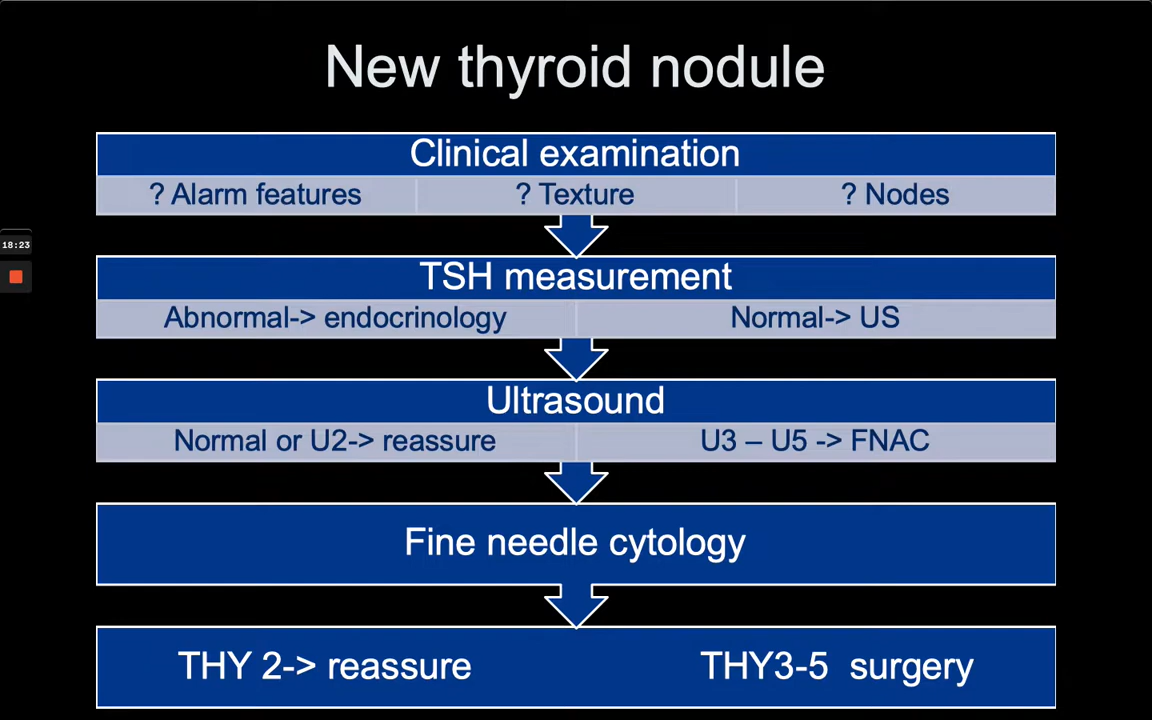 New thyroid nodule
Clinical examination
? Alarm features
? Texture
? Nodes
18:23
TSH measurement
Abnormal-> endocrinology
Normal-> US
Ultrasound
Normal or U2-> reassure
U3 – U5 -> FNAC
Fine needle cytology
THY 2-> reassure
THY3-5 surgery